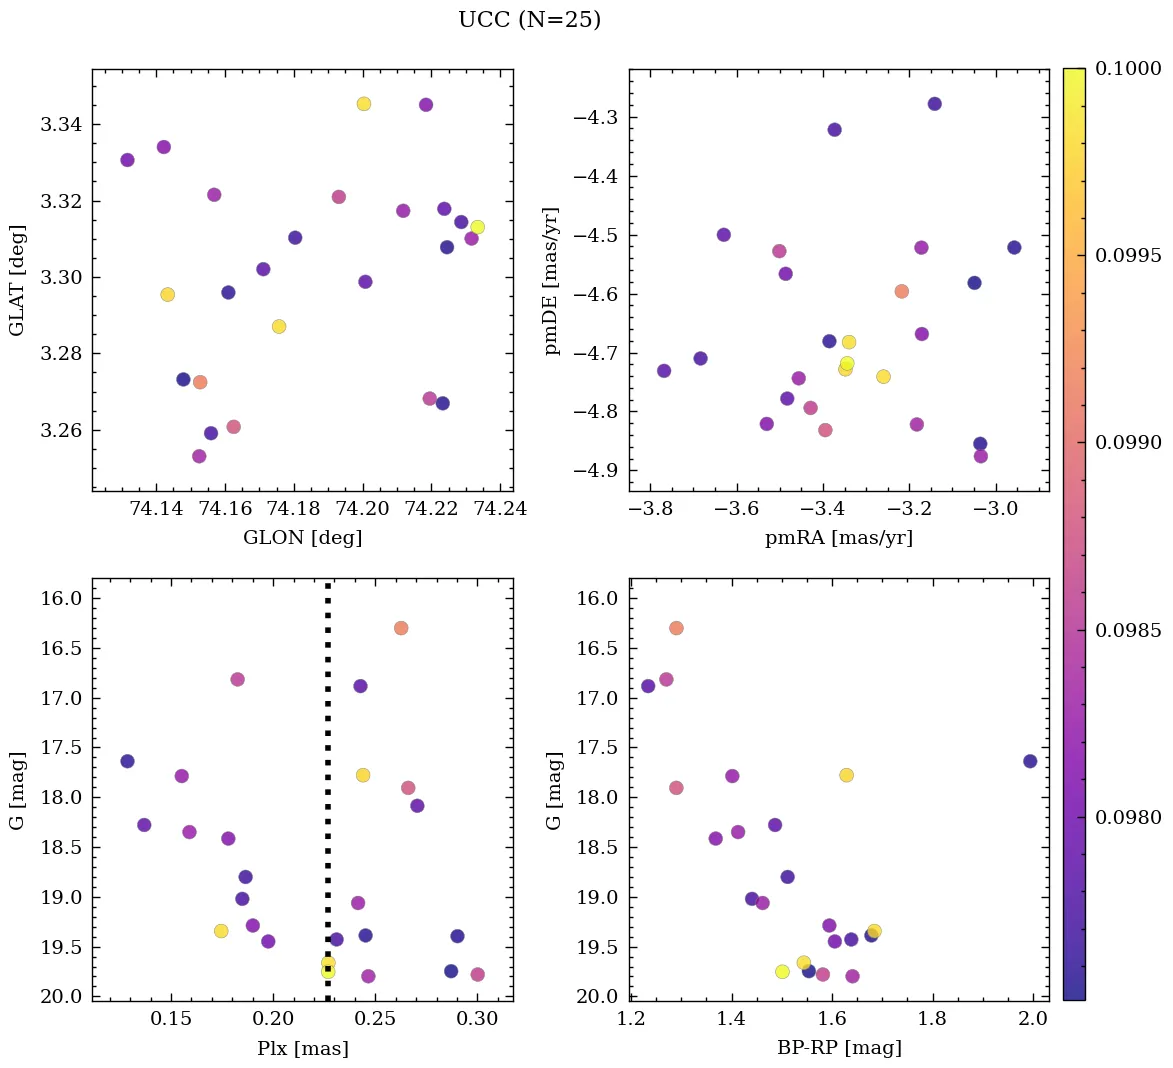 UCC (N=25)
3.34
3.32
3.30
3.28
3.26
GLAT [deg]
74.14 74.16 74.18 74.20 74.22 74.24
GLON [deg]
−4.3
−4.4
−4.5
−4.6
−4.7
−4.8
−4.9
pmDE [mas/yr]
−3.8 −3.6 −3.4 −3.2 −3.0
pmRA [mas/yr]
0.1000
0.0995
0.0990
0.0985
0.0980
16.0
16.5
17.0
17.5
18.0
18.5
19.0
19.5
20.0
G [mag]
0.15 0.20 0.25 0.30
Plx [mas]
16.0
16.5
17.0
17.5
18.0
18.5
19.0
19.5
20.0
G [mag]
1.2 1.4 1.6 1.8 2.0
BP-RP [mag]